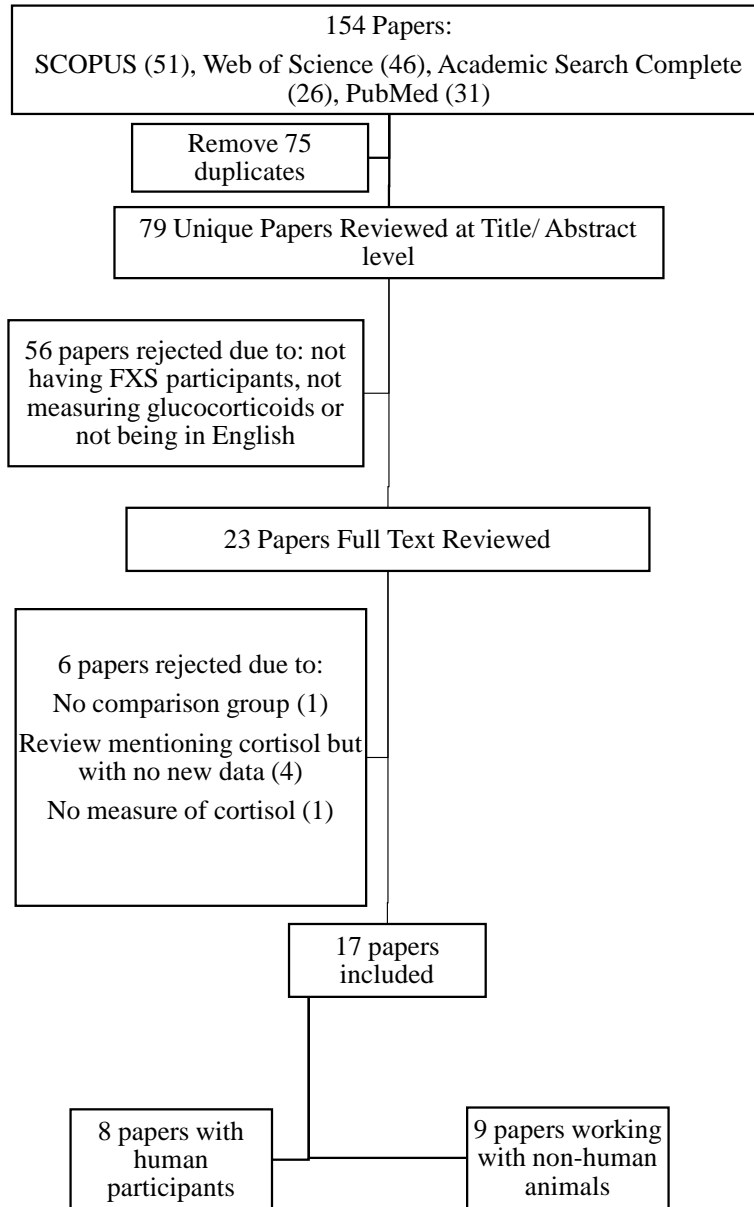 154 Papers:
SCOPUS (51), Web of Science (46), Academic Search Complete
(26), PubMed (31)
Remove 75
duplicates
79 Unique Papers Reviewed at Title/ Abstract
level
56 papers rejected due to: not
having FXS participants, not
measuring glucocorticoids or
not being in English
23 Papers Full Text Reviewed
6 papers rejected due to:
No comparison group (1)
Review mentioning cortisol but
with no new data (4)
No measure of cortisol (1)
17 papers
included
8 papers with
human
participants
9 papers working
with non-human
animals